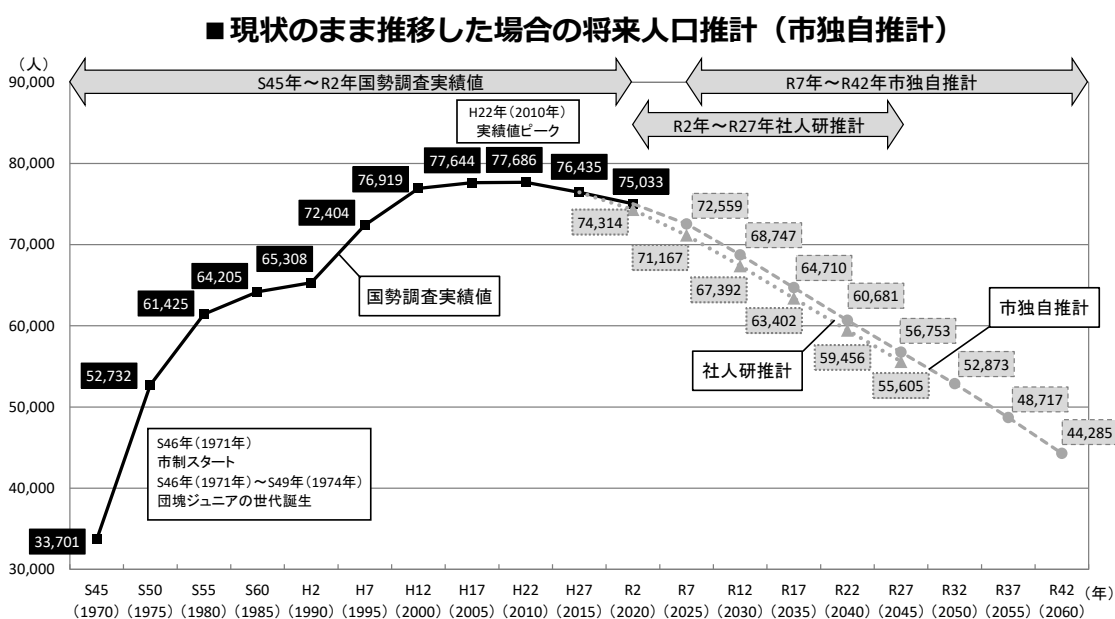 ■現状のまま推移した場合の将来人口推計（市独自推計）
（人）
90,000
80,000
70,000
60,000
50,000
40,000
30,000
S45年～R2年国勢調査実績値
R7年～R42年市独自推計
R2年～R27年社人研推計
H22年（2010年）
実績値ピーク
33,701
52,732
61,425
64,205
65,308
72,404
76,919
77,644
77,686
76,435
75,033
74,314
71,167
67,392
63,402
59,456
55,605
72,559
68,747
64,710
60,681
56,753
52,873
48,717
44,285
国勢調査実績値
社人研推計
市独自推計
S46年（1971年）
市制スタート
S46年（1971年）～S49年（1974年）
団塊ジュニアの世代誕生
S45 S50 S55 S60 H2 H7 H12 H17 H22 H27 R2 R7 R12 R17 R22 R27 R32 R37 R42 （年）
（1970） （1975） （1980） （1985） （1990） （1995） （2000） （2005） （2010） （2015） （2020） （2025） （2030） （2035） （2040） （2045） （2050） （2055） （2060）